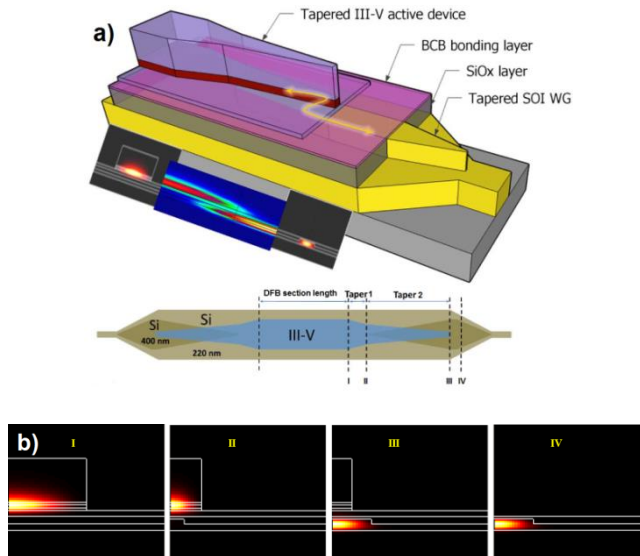 a)
Tapered III-V active device
BCB bonding layer
SiOx layer
Tapered SOI WG
DFB section length
Taper 1
Taper 2
Si
Si
III-V
400 nm
220 nm
I
II
III
IV
b)
I
II
III
IV